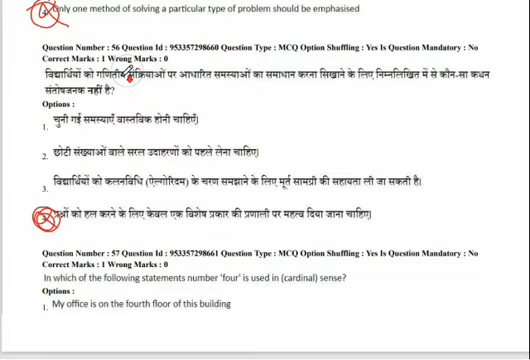 Only one method of solving a particular type of problem should be emphasised
Question Number : 56 Question Id : 953357298660 Question Type : MCQ Option Shuffling : Yes Is Question Mandatory : No
Correct Marks : 1 Wrong Marks : 0
विद्यार्थियों को गणितीय संक्रियाओं पर आधारित समस्याओं का समाधान करना सिखाने के लिए निम्नलिखित में से कौन-सा कथन
संतोषजनक नहीं है?
Options :
1. चुनी गई समस्याएँ वास्तविक होनी चाहिएँ।
2. छोटी संख्याओं वाले सरल उदाहरणों को पहले लेना चाहिए।
3. विद्यार्थियों को कलनविधि (ऐल्गोरिदम) के चरण समझाने के लिए मूर्त सामग्री की सहायता ली जा सकती है।
को हल करने के लिए केवल एक विशेष प्रकार की प्रणाली पर महत्व दिया जाना चाहिए।
Question Number : 57 Question Id : 953357298661 Question Type : MCQ Option Shuffling : Yes Is Question Mandatory : No
Correct Marks : 1 Wrong Marks : 0
In which of the following statements number 'four' is used in (cardinal) sense?
Options :
1. My office is on the fourth floor of this building